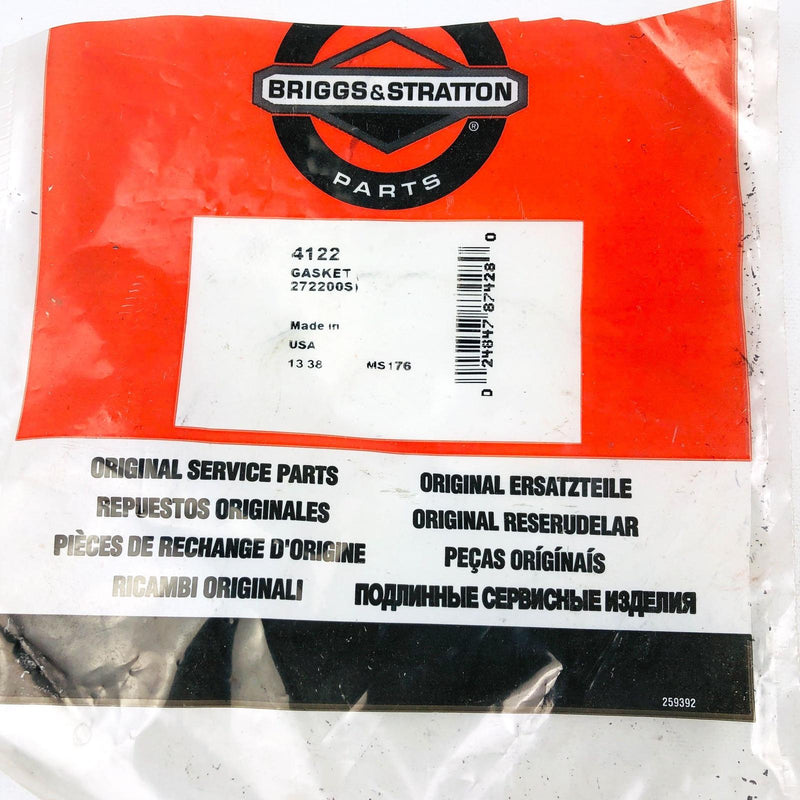 BRIGGS&STRATTON
®
PARTS
4122
GASKET (
272200S)
Made in
USA
13 38 MS176
0 24847 87428 0
ORIGINAL SERVICE PARTS
REPUESTOS ORIGINALES
PIÈCES DE RECHANGE D'ORIGINE
RICAMBI ORIGINALI
ORIGINAL ERSATZTEILE
ORIGINAL RESERUDELAR
PEÇAS ORÍGÍNAÍS
ПОДЛИННЫЕ СЕРВИСНЫЕ ИЗДЕЛИЯ
259392